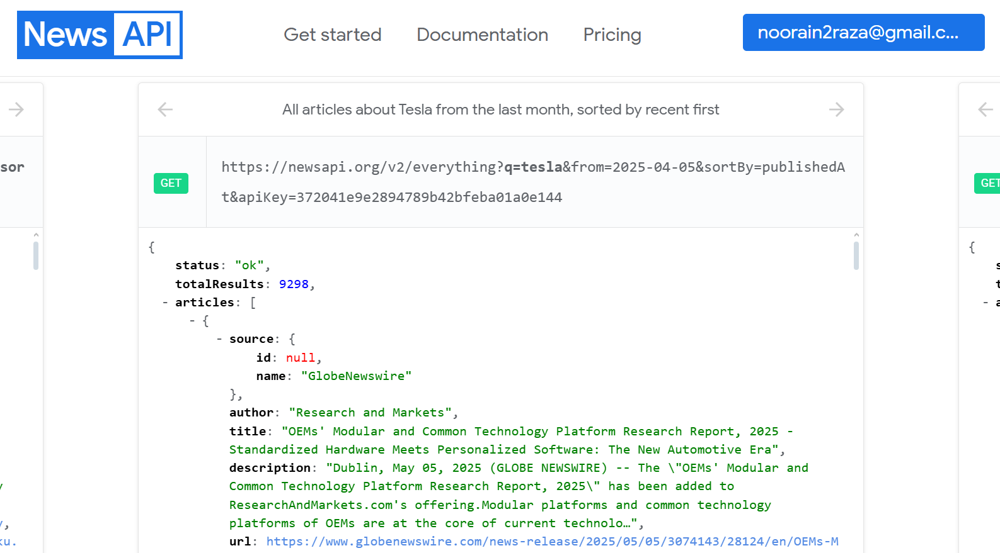 News API
Get started
Documentation
Pricing
noorain2raza@gmail.c...
All articles about Tesla from the last month, sorted by recent first
sor
GET
https://newsapi.org/v2/everything?q=tesla&from=2025-04-05&sortBy=publishedA
t&apiKey=372041e9e2894789b42bfeba01a0e144
GET
{
status: "ok",
totalResults: 9298,
- articles: [
- {
- source: {
id: null,
name: "GlobeNewswire"
},
author: "Research and Markets",
title: "OEMs' Modular and Common Technology Platform Research Report, 2025 -
Standardized Hardware Meets Personalized Software: The New Automotive Era",
description: "Dublin, May 05, 2025 (GLOBE NEWSWIRE) -- The \"OEMs' Modular and
Common Technology Platform Research Report, 2025\" has been added to
ResearchAndMarkets.com's offering.Modular platforms and common technology
platforms of OEMs are at the core of current technolo…",
url: https://www.globenewswire.com/news-release/2025/05/05/3074143/28124/en/OEMs-M
{
-